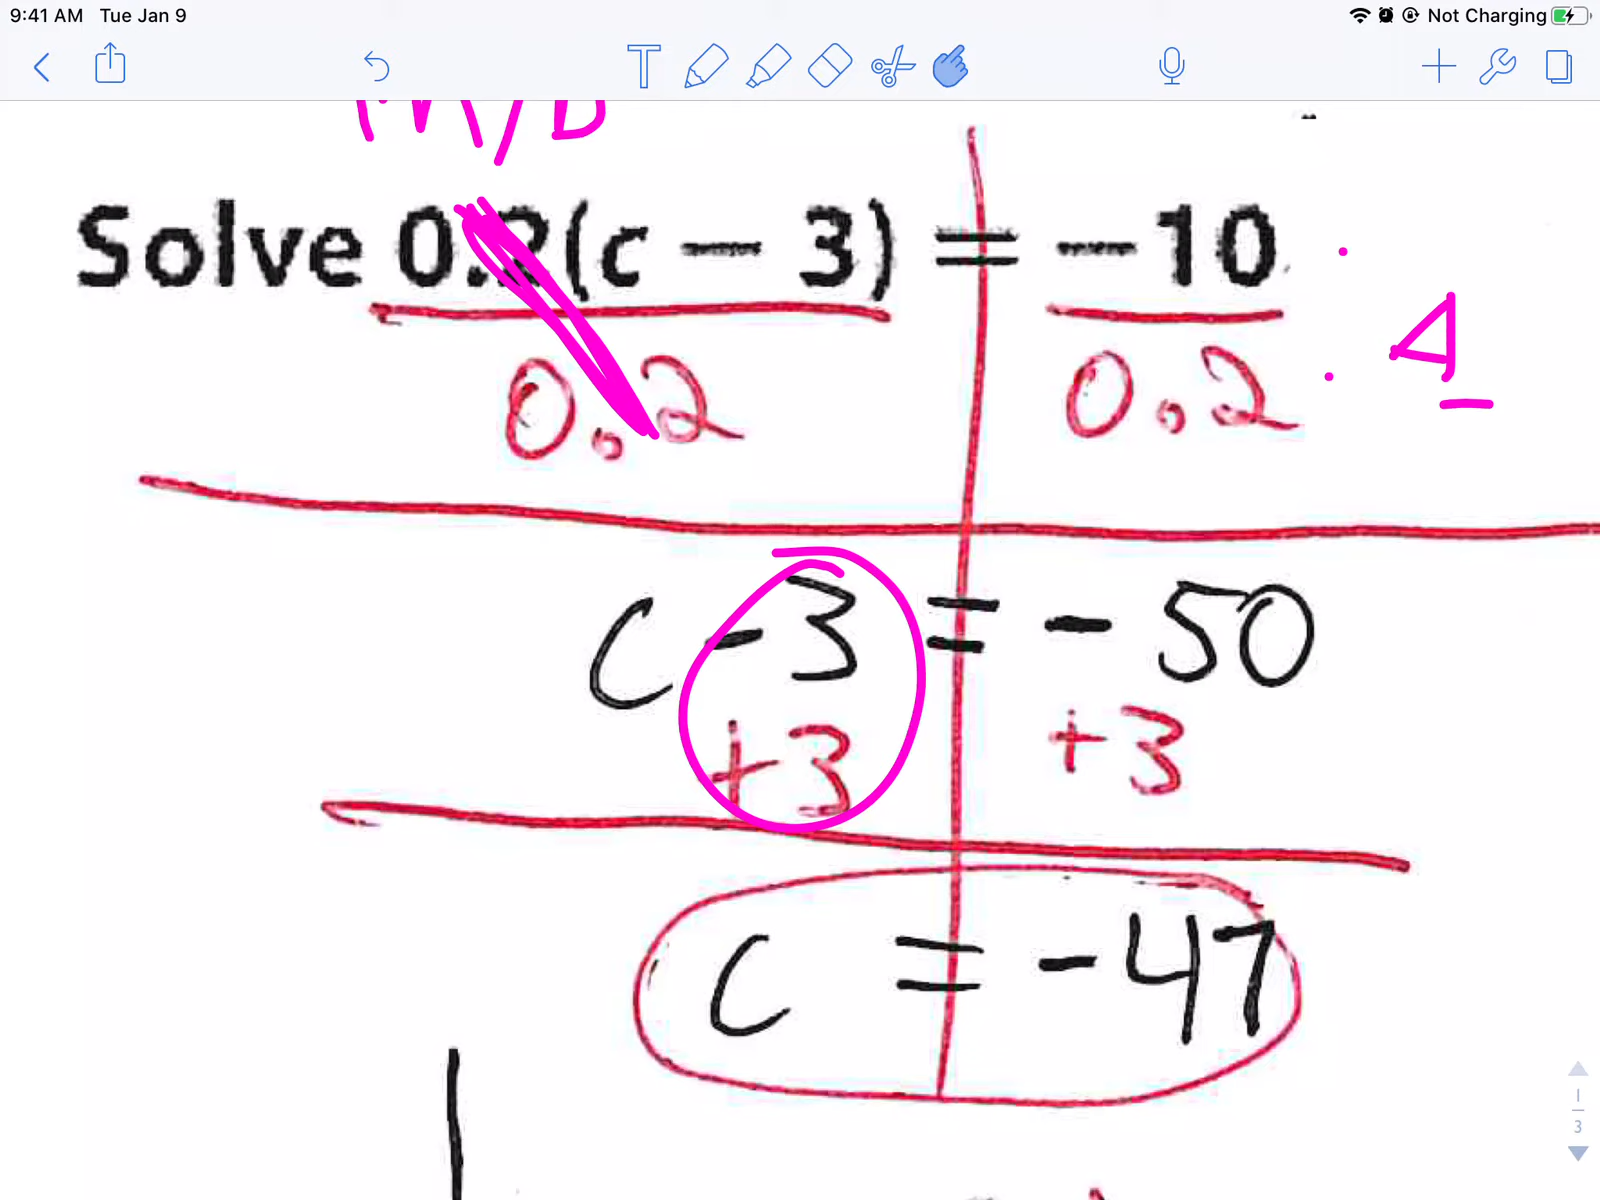 9:41 AM Tue Jan 9 Not Charging
M/D
Solve 0.2(c − 3) = −10
0.2 0.2
c - 3 = - 50
+3 +3
c = - 47
1
3